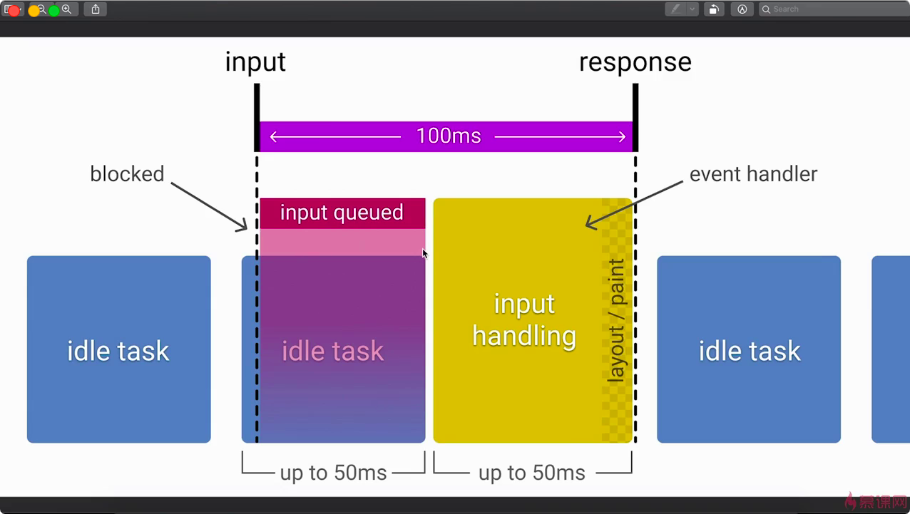 Search
input
response
100ms
blocked
event handler
input queued
idle task
idle task
input
handling
layout / paint
idle task
up to 50ms
up to 50ms
慕课网